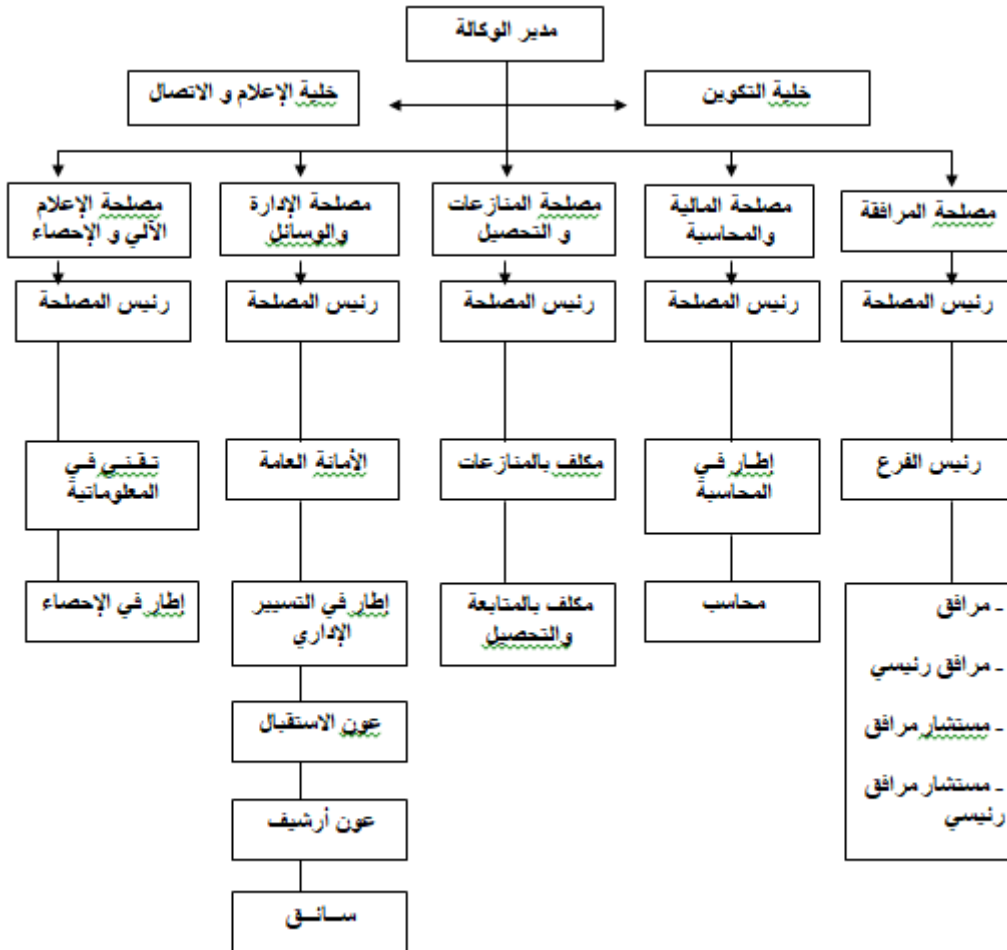 مدير الوكالة
خلية التكوين
خلية الإعلام و الاتصال
مصلحة المرافقة
مصلحة المالية
والمحاسبة
مصلحة المنازعات
و التحصيل
مصلحة الإدارة
والوسائل
مصلحة الإعلام
الآلي و الإحصاء
رئيس المصلحة
رئيس المصلحة
رئيس المصلحة
رئيس المصلحة
رئيس المصلحة
رئيس الفرع
إطار في
المحاسبة
مكلف بالمنازعات
الأمانة العامة
تقني في
المعلوماتية
ـ مرافق
ـ مرافق رئيسي
ـ مستشار مرافق
ـ مستشار مرافق
رئيسي
محاسب
مكلف بالمتابعة
والتحصيل
إطار في التسيير
الإداري
إطار في الإحصاء
عون الاستقبال
عون أرشيف
ســائــق